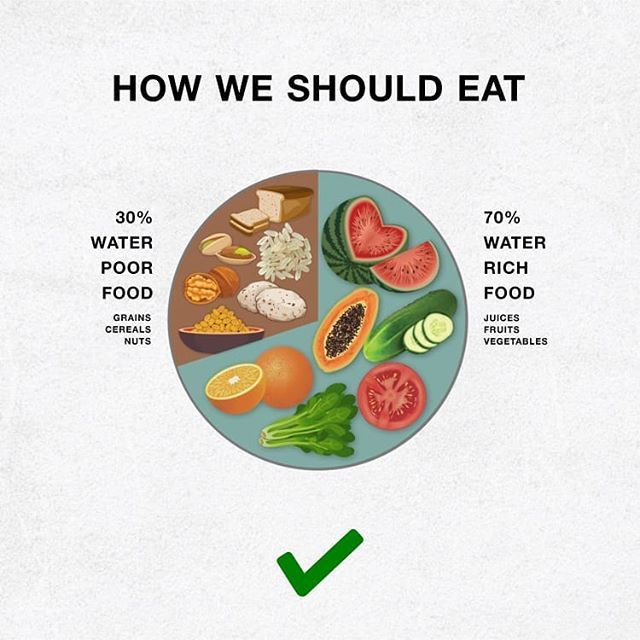 HOW WE SHOULD EAT
30%
WATER
POOR
FOOD
GRAINS
CEREALS
NUTS
70%
WATER
RICH
FOOD
JUICES
FRUITS
VEGETABLES